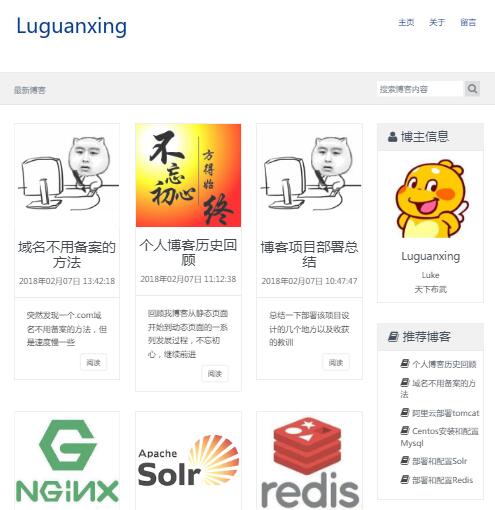 Luguanxing
主页 关于 留言
最新博客
搜索博客内容
域名不用备案的
方法
2018年02月07日 13:42:18
突然发现一个.com域
名不用备案的方法，但
是速度慢一些
阅读
不忘初心
方得始终
个人博客历史回
顾
2018年02月07日 11:12:38
回顾我博客从静态页面
开始到动态页面的一系
列发展过程，不忘初
心，继续前进
阅读
博客项目部署总
结
2018年02月07日 10:47:47
总结一下部署该项目设
计的几个地方以及收获
的教训
阅读
博主信息
Luguanxing
Luke
天下布武
推荐博客
个人博客历史回顾
域名不用备案的方
法
阿里云部署tomcat
Centos安装和配置
Mysql
部署和配置Solr
部署和配置Redis
NGINX
Apache
Solr
redis